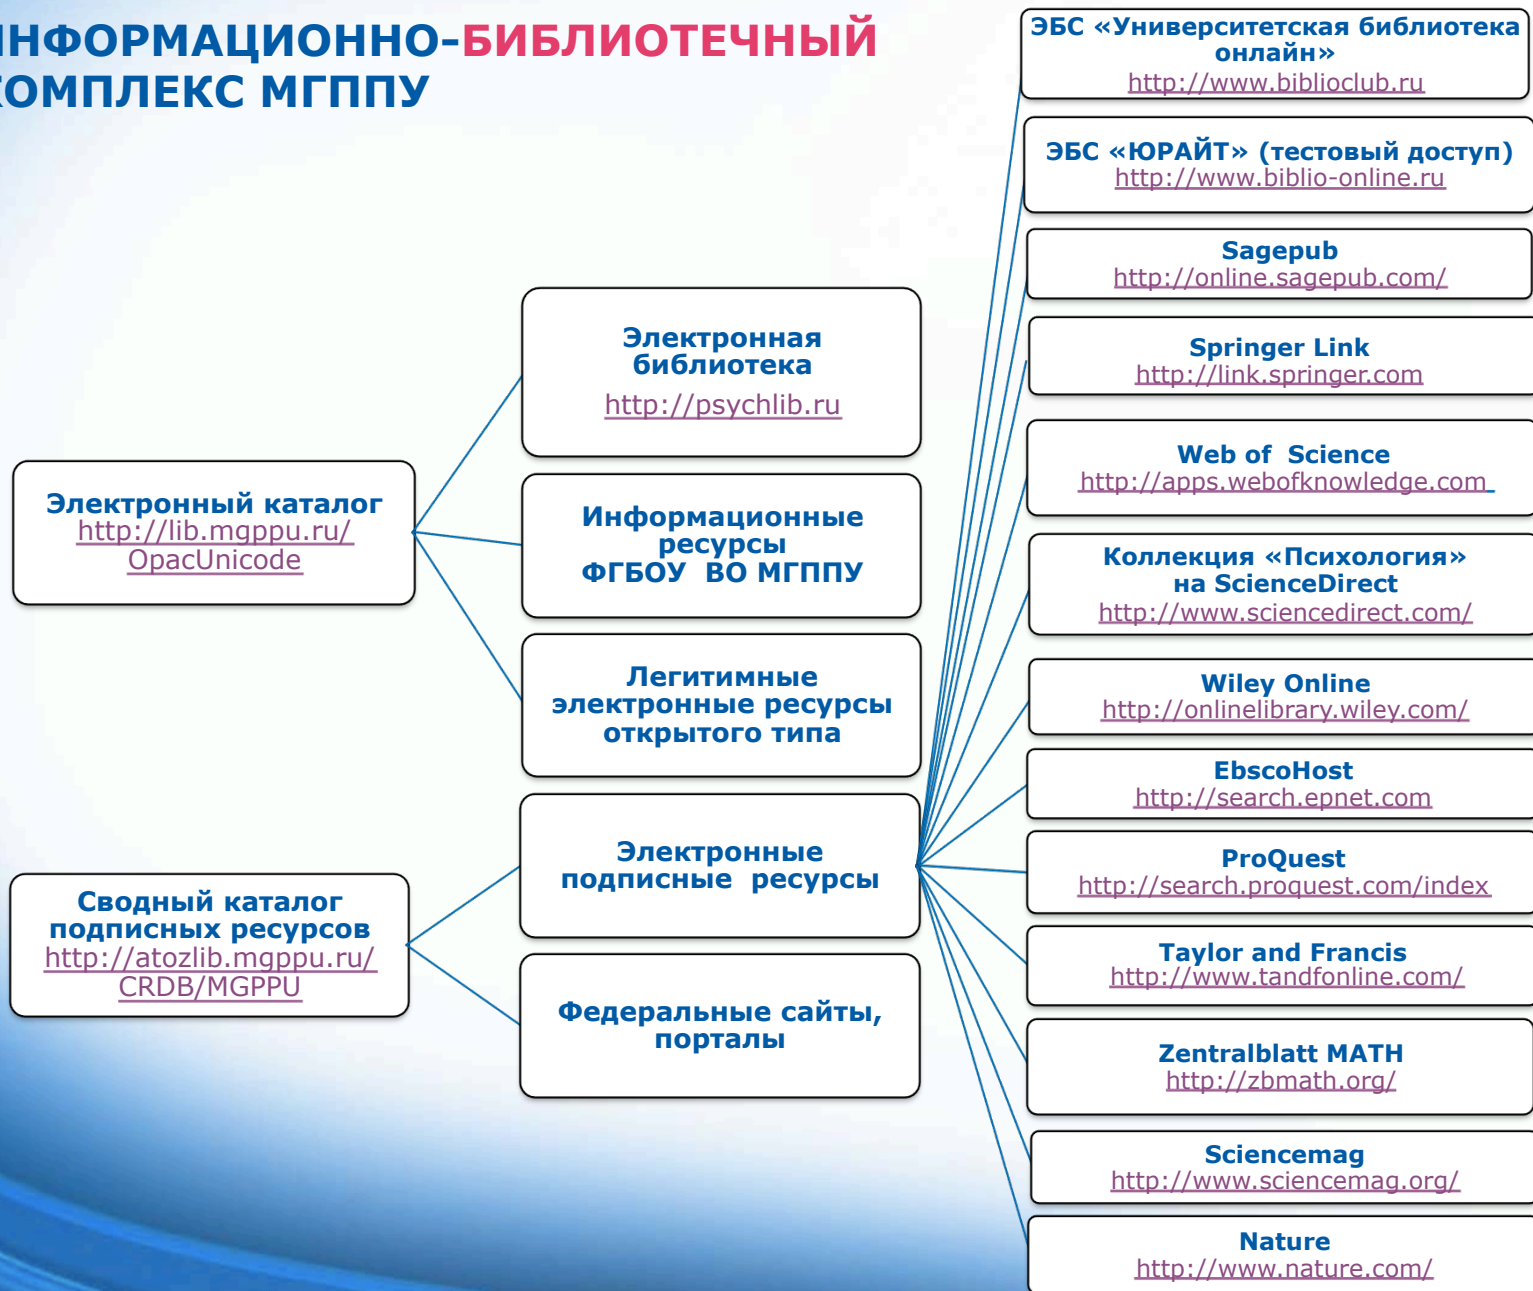 НФОРМАЦИОННО-БИБЛИОТЕЧНЫЙ
КОМПЛЕКС МГППУ
Электронный каталог
http://lib.mgppu.ru/
OpacUnicode
Сводный каталог
подписных ресурсов
http://atozlib.mgppu.ru/
CRDB/MGPPU
Электронная
библиотека
http://psychlib.ru
Информационные
ресурсы
ФГБОУ ВО МГППУ
Легитимные
электронные ресурсы
открытого типа
Электронные
подписные ресурсы
Федеральные сайты,
порталы
ЭБС «Университетская библиотека
онлайн»
http://www.biblioclub.ru
ЭБС «ЮРАЙТ» (тестовый доступ)
http://www.biblio-online.ru
Sagepub
http://online.sagepub.com/
Springer Link
http://link.springer.com
Web of Science
http://apps.webofknowledge.com
Коллекция «Психология»
на ScienceDirect
http://www.sciencedirect.com/
Wiley Online
http://onlinelibrary.wiley.com/
EbscoHost
http://search.epnet.com
ProQuest
http://search.proquest.com/index
Taylor and Francis
http://www.tandfonline.com/
Zentralblatt MATH
http://zbmath.org/
Sciencemag
http://www.sciencemag.org/
Nature
http://www.nature.com/